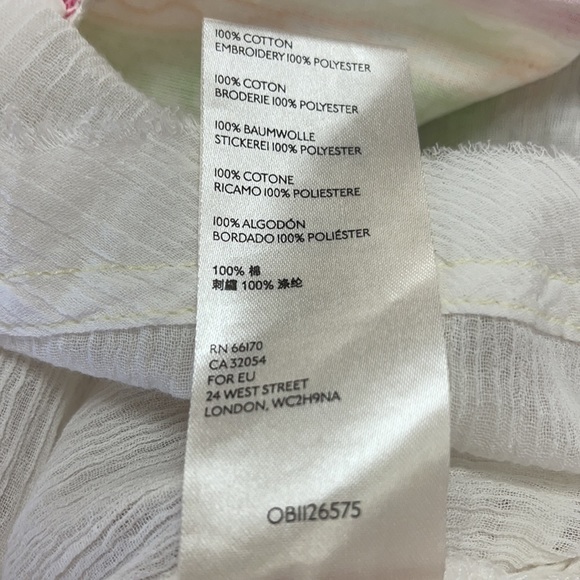 100% COTTON
EMBROIDERY 100% POLYESTER
100% COTON
BRODERIE 100% POLYESTER
100% BAUMWOLLE
STICKEREI 100% POLYESTER
100% COTONE
RICAMO 100% POLIESTERE
100% ALGODÓN
BORDADO 100% POLIÉSTER
100% 棉
刺繡 100% 涤纶
RN 66170
CA 32054
FOR EU
24 WEST STREET
LONDON, WC2H9NA
OB1126575